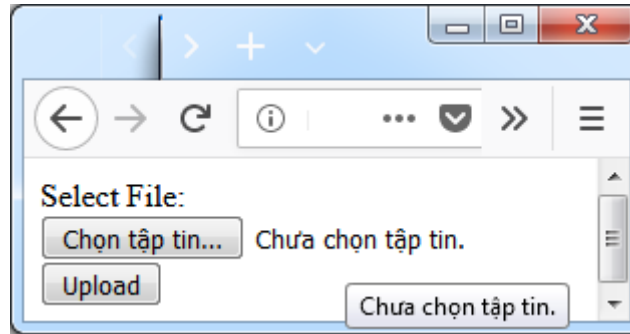 Select File:
Chọn tập tin... Chưa chọn tập tin.
Upload
Chưa chọn tập tin.